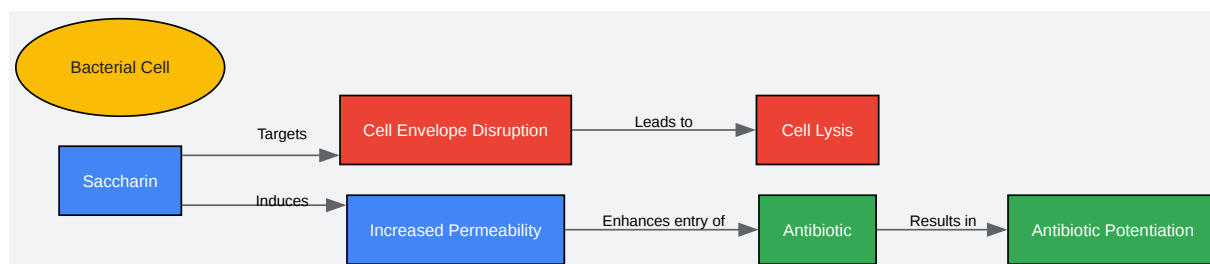 Bacterial Cell
Targets
Cell Envelope Disruption
Leads to
Cell Lysis
Saccharin
Induces
Increased Permeability
Enhances entry of
Antibiotic
Results in
Antibiotic Potentiation